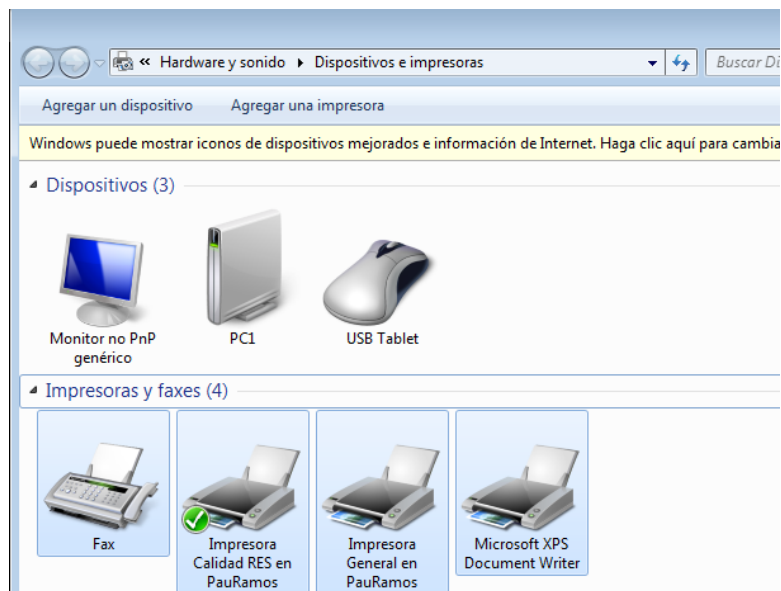 « Hardware y sonido ▸ Dispositivos e impresoras
Buscar
Agregar un dispositivo Agregar una impresora
Windows puede mostrar iconos de dispositivos mejorados e información de Internet. Haga clic aquí para cambia
Dispositivos (3)
Monitor no PnP
genérico
PC1
USB Tablet
Impresoras y faxes (4)
Fax
Impresora
Calidad RES en
PauRamos
Impresora
General en
PauRamos
Microsoft XPS
Document Writer